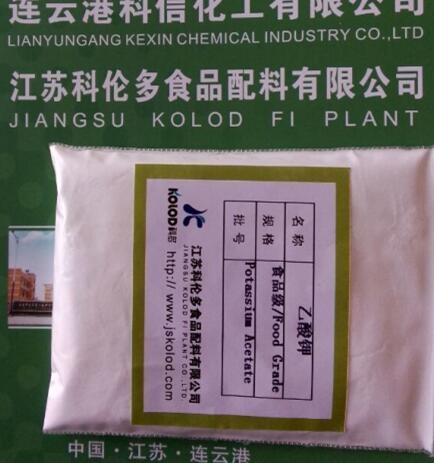 连云港科信化工有限公司
LIANYUNGANG KEXIN CHEMICAL INDUSTRY CO.,LTD
江苏科伦多食品配料有限公司
JIANGSU KOLOD FI PLANT
名称 乙酸钾
规格 食品级/Food Grade
批号 Potassium Acetate
KOLOD
江苏科伦多食品配料有限公司
JIANGSU KOLOD FI PLANT CO.,LTD
http://www.jskolod.com
中国·江苏·连云港